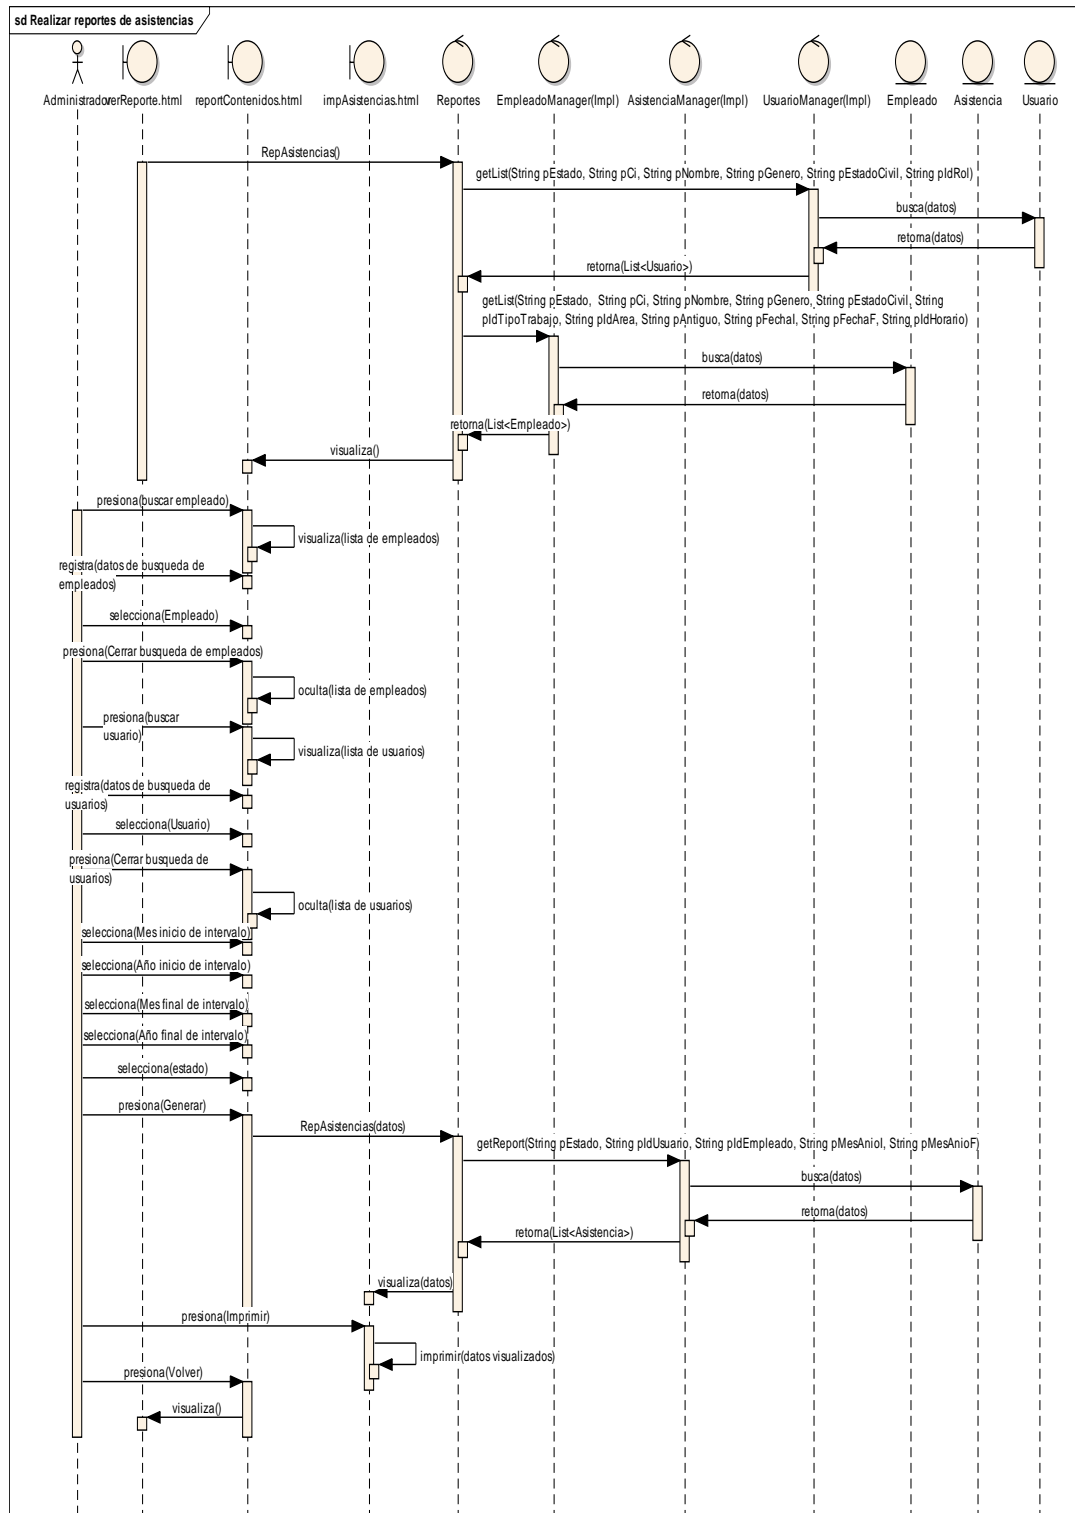 sd Realizar reportes de asistencias
Administrador
verReporte.html
reportContenidos.html
impAsistencias.html
Reportes
EmpleadoManager(Impl)
AsistenciaManager(Impl)
UsuarioManager(Impl)
Empleado
Asistencia
Usuario
RepAsistencias()
getList(String pEstado, String pCi, String pNombre, String pGenero, String pEstadoCivil, String pIdRol)
busca(datos)
retorna(datos)
retorna(List<Usuario>)
getList(String pEstado, String pCi, String pNombre, String pGenero, String pEstadoCivil, String
pIdTipoTrabajo, String pIdArea, String pAntiguo, String pFechaI, String pFechaF, String pIdHorario)
busca(datos)
retorna(datos)
retorna(List<Empleado>)
visualiza()
presiona(buscar empleado)
visualiza(lista de empleados)
registra(datos de busqueda de
empleados)
selecciona(Empleado)
presiona(Cerrar busqueda de empleados)
oculta(lista de empleados)
presiona(buscar
usuario)
visualiza(lista de usuarios)
registra(datos de busqueda de
usuarios)
selecciona(Usuario)
presiona(Cerrar busqueda de
usuarios)
oculta(lista de usuarios)
selecciona(Mes inicio de intervalo)
selecciona(Año inicio de intervalo)
selecciona(Mes final de intervalo)
selecciona(Año final de intervalo)
selecciona(estado)
presiona(Generar)
RepAsistencias(datos)
getReport(String pEstado, String pIdUsuario, String pIdEmpleado, String pMesAnioI, String pMesAnioF)
busca(datos)
retorna(datos)
retorna(List<Asistencia>)
visualiza(datos)
presiona(Imprimir)
imprimir(datos visualizados)
presiona(Volver)
visualiza()